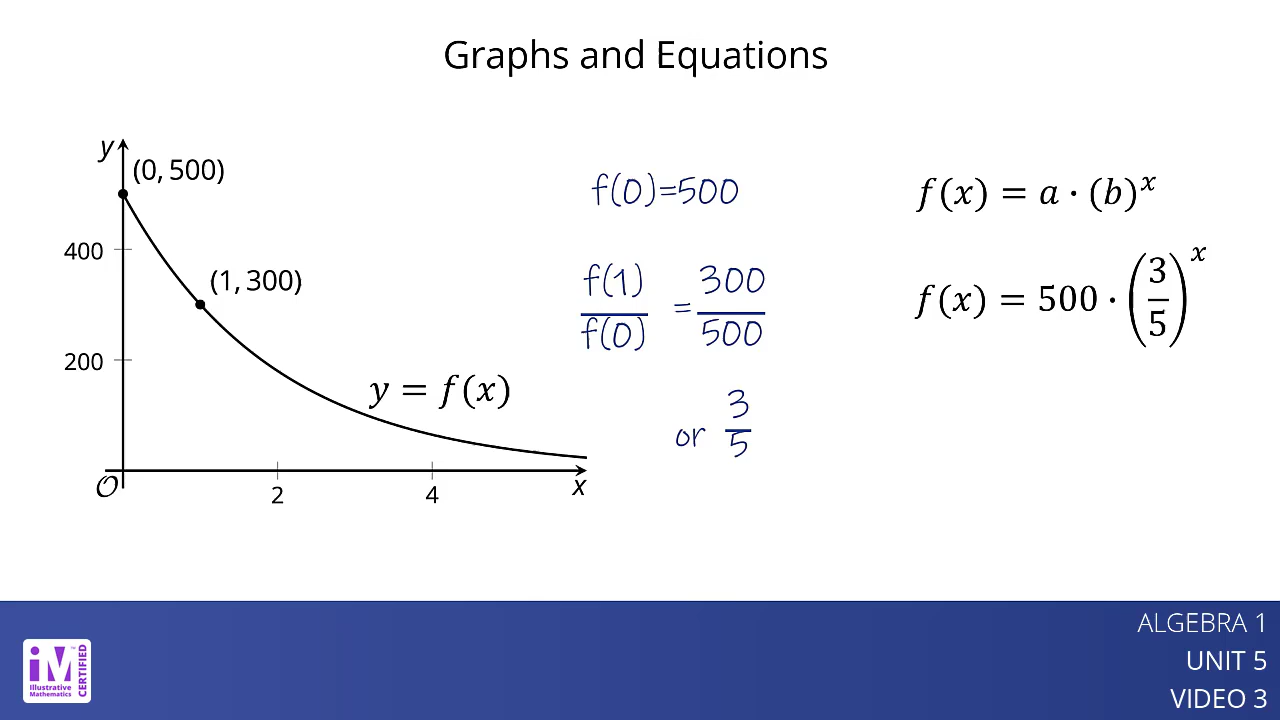 Graphs and Equations
y
(0, 500)
400
(1, 300)
200
y = f(x)
O
2
4
x
f(0)=500
f(1)/f(0) = 300/500
or 3/5
f(x) = a · (b)^x
f(x) = 500 · (3/5)^x
iM™
Illustrative
Mathematics
CERTIFIED
ALGEBRA 1
UNIT 5
VIDEO 3